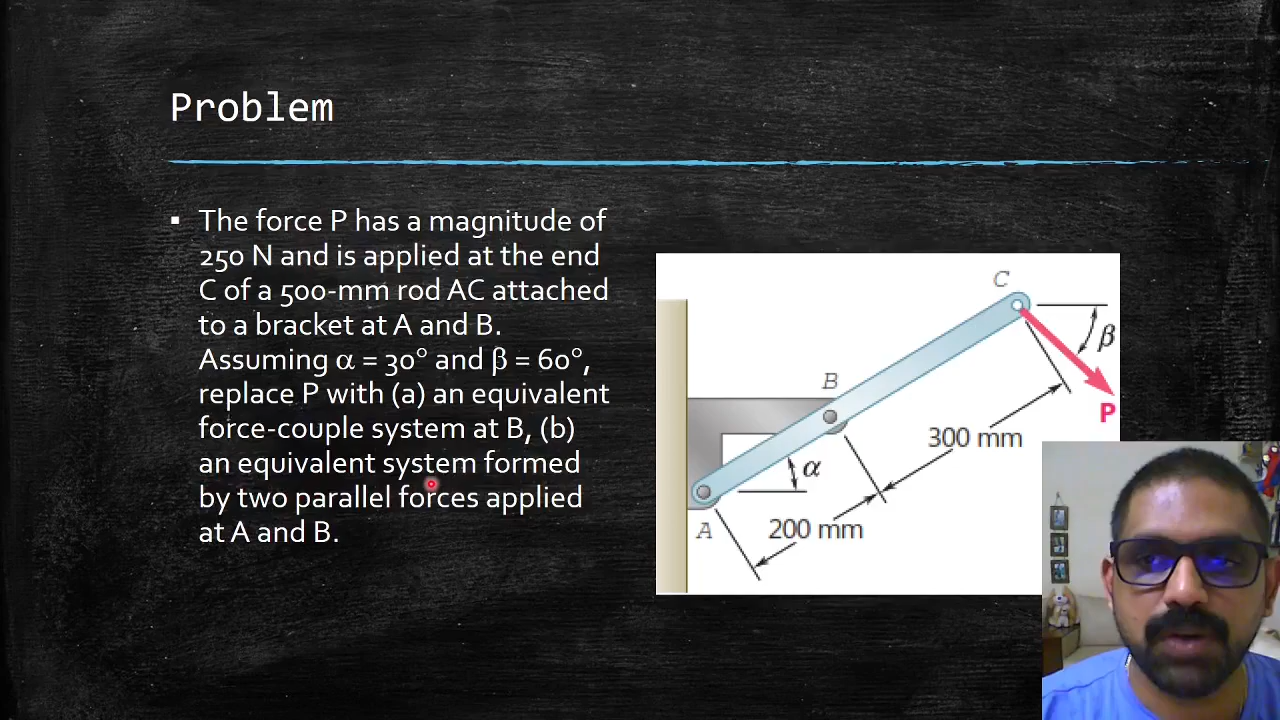 Problem
▪ The force P has a magnitude of
250 N and is applied at the end
C of a 500-mm rod AC attached
to a bracket at A and B.
Assuming α = 30° and β = 60°,
replace P with (a) an equivalent
force-couple system at B, (b)
an equivalent system formed
by two parallel forces applied
at A and B.
C
β
B
P
300 mm
α
A
200 mm